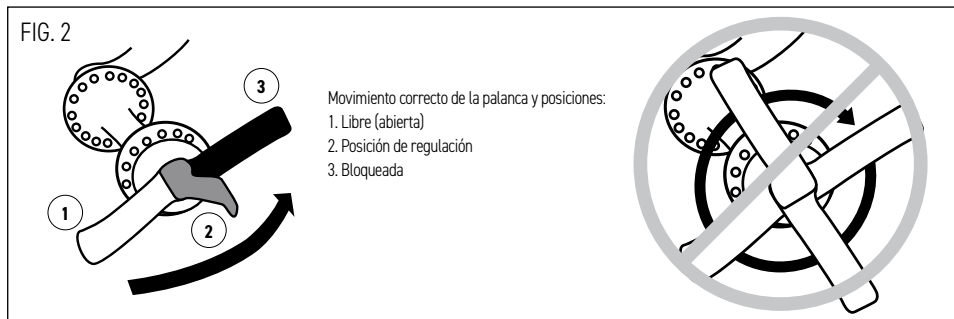 FIG. 2
3
Movimiento correcto de la palanca y posiciones:
1. Libre (abierta)
2. Posición de regulación
3. Bloqueada
1
2